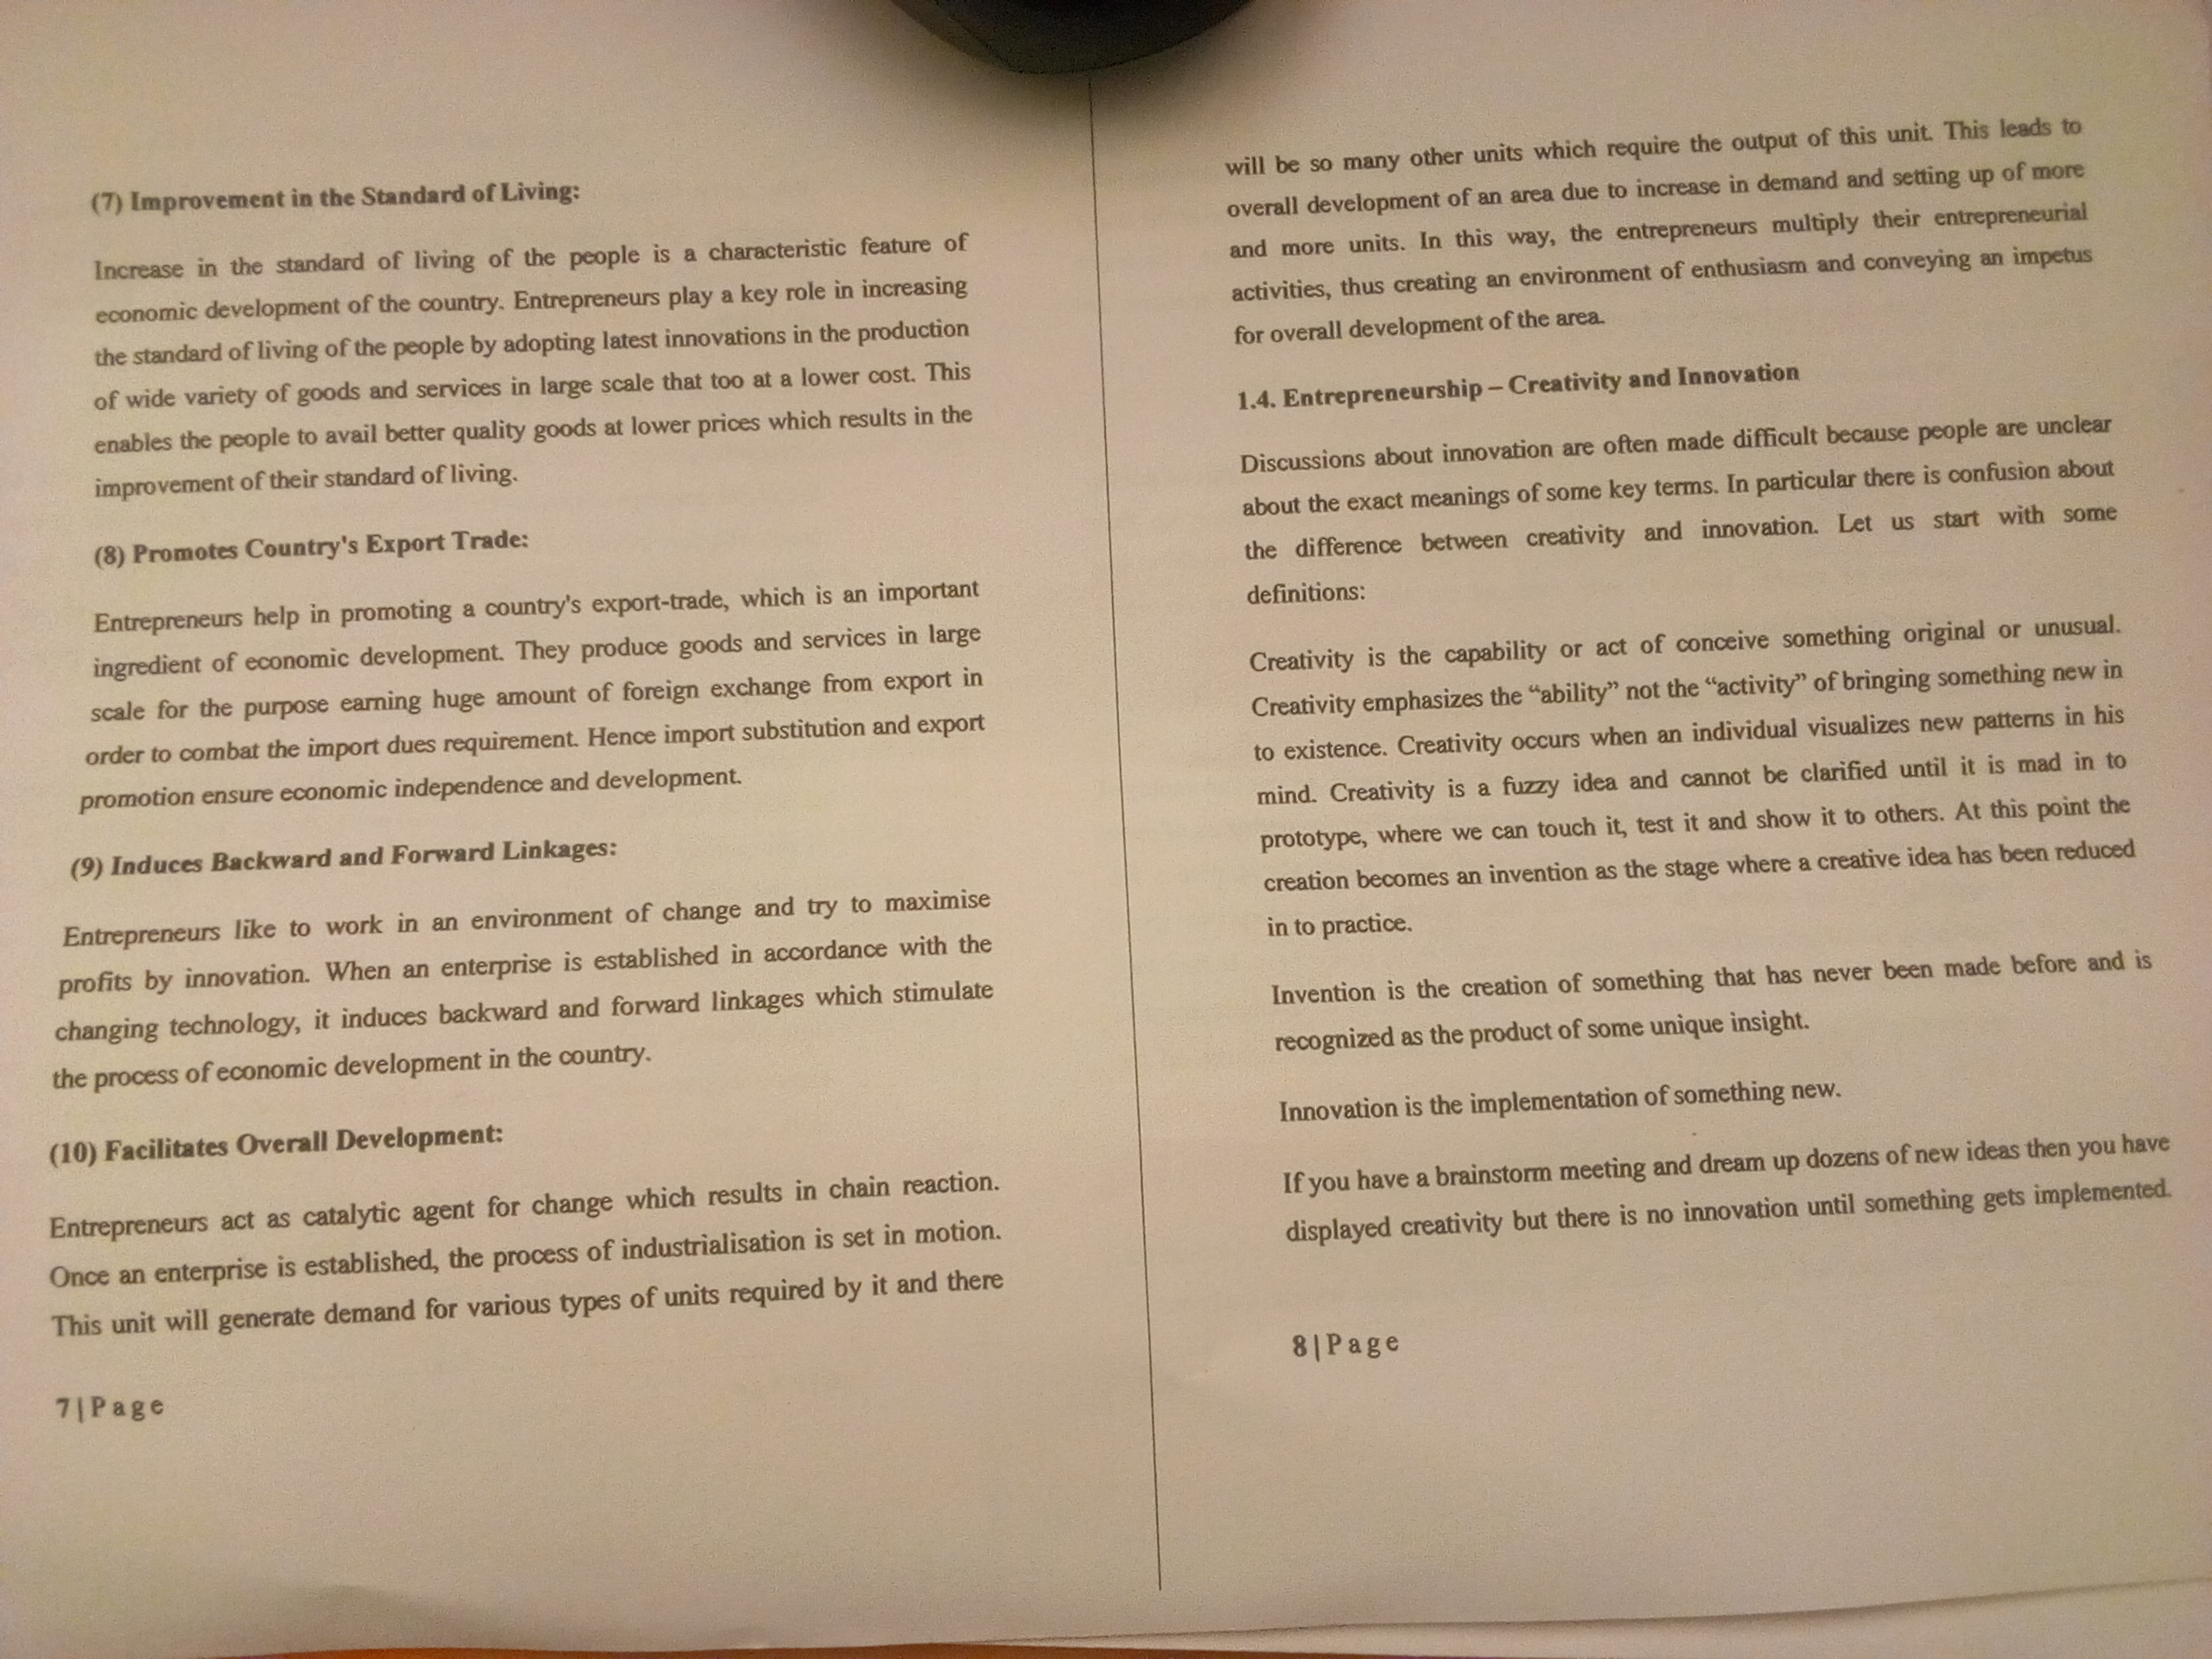 (7) Improvement in the Standard of Living:
Increase in the standard of living of the people is a characteristic feature of
economic development of the country. Entrepreneurs play a key role in increasing
the standard of living of the people by adopting latest innovations in the production
of wide variety of goods and services in large scale that too at a lower cost. This
enables the people to avail better quality goods at lower prices which results in the
improvement of their standard of living.
(8) Promotes Country's Export Trade:
Entrepreneurs help in promoting a country's export-trade, which is an important
ingredient of economic development. They produce goods and services in large
scale for the purpose earning huge amount of foreign exchange from export in
order to combat the import dues requirement. Hence import substitution and export
promotion ensure economic independence and development.
(9) Induces Backward and Forward Linkages:
Entrepreneurs like to work in an environment of change and try to maximise
profits by innovation. When an enterprise is established in accordance with the
changing technology, it induces backward and forward linkages which stimulate
the process of economic development in the country.
(10) Facilitates Overall Development:
Entrepreneurs act as catalytic agent for change which results in chain reaction.
Once an enterprise is established, the process of industrialisation is set in motion.
This unit will generate demand for various types of units required by it and there
7|Page
will be so many other units which require the output of this unit. This leads to
overall development of an area due to increase in demand and setting up of more
and more units. In this way, the entrepreneurs multiply their entrepreneurial
activities, thus creating an environment of enthusiasm and conveying an impetus
for overall development of the area.
1.4. Entrepreneurship – Creativity and Innovation
Discussions about innovation are often made difficult because people are unclear
about the exact meanings of some key terms. In particular there is confusion about
the difference between creativity and innovation. Let us start with some
definitions:
Creativity is the capability or act of conceive something original or unusual.
Creativity emphasizes the “ability” not the “activity” of bringing something new in
to existence. Creativity occurs when an individual visualizes new patterns in his
mind. Creativity is a fuzzy idea and cannot be clarified until it is mad in to
prototype, where we can touch it, test it and show it to others. At this point the
creation becomes an invention as the stage where a creative idea has been reduced
in to practice.
Invention is the creation of something that has never been made before and is
recognized as the product of some unique insight.
Innovation is the implementation of something new.
If you have a brainstorm meeting and dream up dozens of new ideas then you have
displayed creativity but there is no innovation until something gets implemented.
8|Page